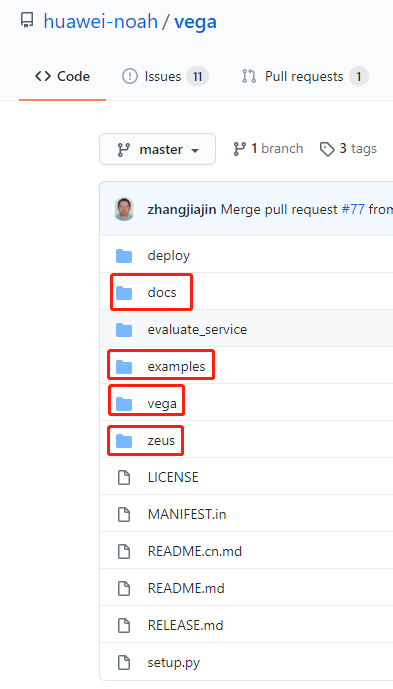 huawei-noah / vega
Code Issues 11 Pull requests 1
master 1 branch 3 tags
zhangjiajin Merge pull request #77 from
deploy
docs
evaluate_service
examples
vega
zeus
LICENSE
MANIFEST.in
README.cn.md
README.md
RELEASE.md
setup.py